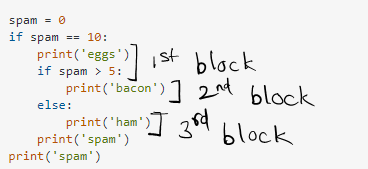 spam = 0
if spam == 10:
    print('eggs')] 1st block
    if spam > 5:
        print('bacon')] 2nd block
    else:
        print('ham')] 3rd block
    print('spam')
print('spam')